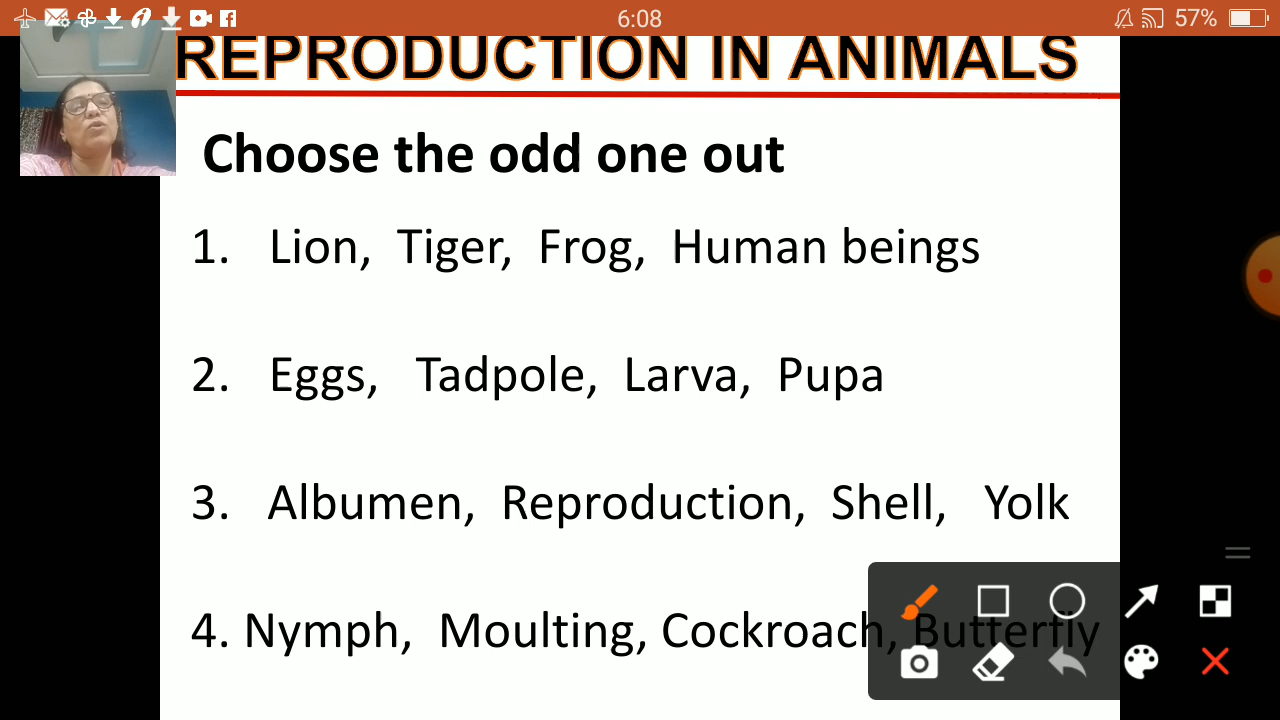 6:08 57%
REPRODUCTION IN ANIMALS
Choose the odd one out
1. Lion, Tiger, Frog, Human beings
2. Eggs, Tadpole, Larva, Pupa
3. Albumen, Reproduction, Shell, Yolk
4. Nymph, Moulting, Cockroach, Butterfly